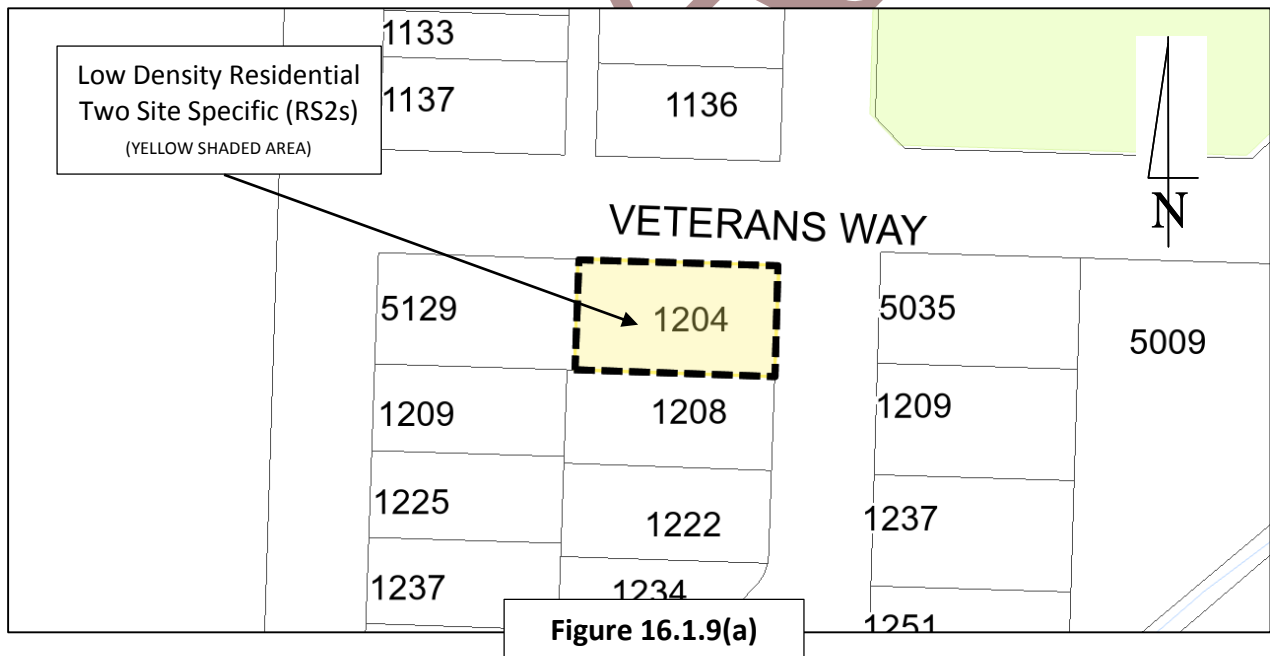 1133
Low Density Residential
Two Site Specific (RS2s)
(YELLOW SHADED AREA)
1137
1136
N
VETERANS WAY
5129
1204
5035
5009
1209
1208
1209
1225
1222
1237
1237
1234
1251
Figure 16.1.9(a)